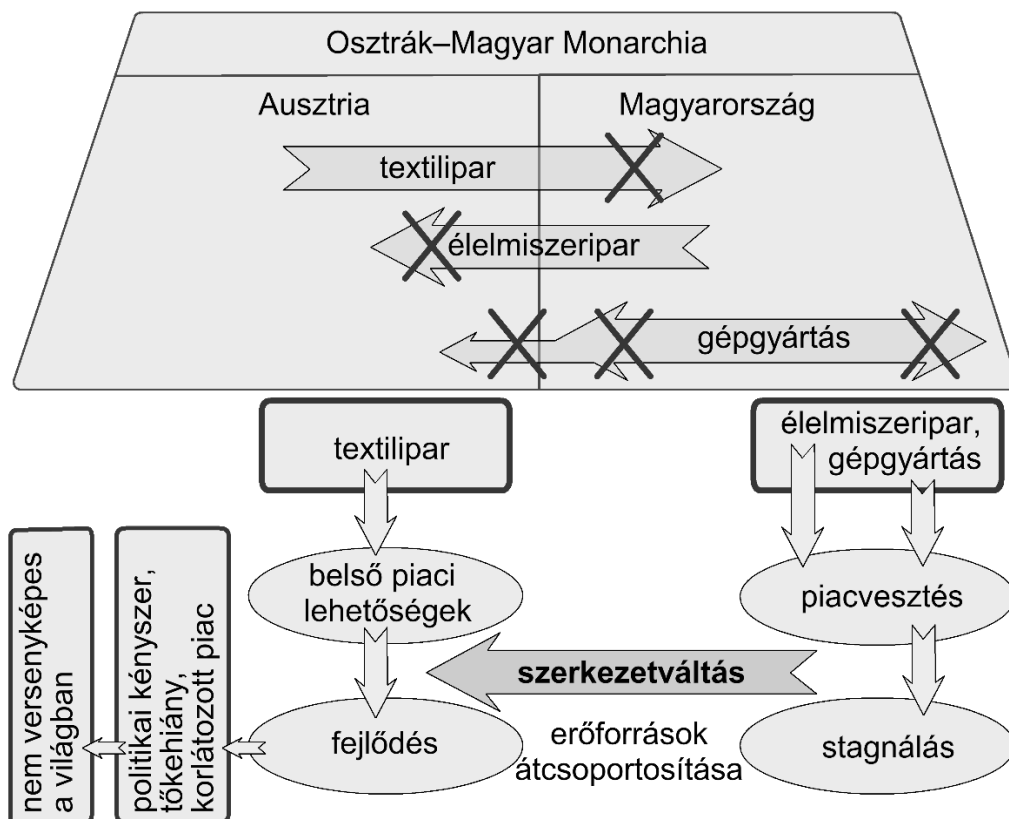 Osztrák–Magyar Monarchia
Ausztria
Magyarország
textilipar
élelmiszeripar
gépgyártás
textilipar
élelmiszeripar,
gépgyártás
belső piaci
lehetőségek
piacvesztés
szerkezetváltás
fejlődés
erőforrások
átcsoportosítása
stagnálás
politikai kényszer,
tőkehiány,
korlátozott piac
nem versenyképes
a világban